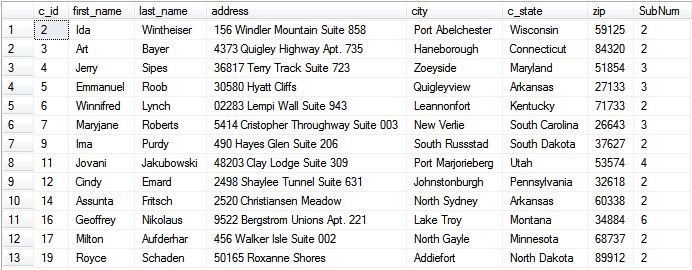 c_id first_name last_name address city c_state zip SubNum
1 2 Ida Wintheiser 156 Windler Mountain Suite 858 Port Abelchester Wisconsin 59125 2
2 3 Art Bayer 4373 Quigley Highway Apt. 735 Haneborough Connecticut 84320 2
3 4 Jerry Sipes 36817 Terry Track Suite 723 Zoeyside Maryland 51854 3
4 5 Emmanuel Roob 30580 Hyatt Cliffs Quigleyview Arkansas 27133 3
5 6 Winnifred Lynch 02283 Lempi Wall Suite 943 Leannonfort Kentucky 71733 2
6 7 Maryjane Roberts 5414 Cristopher Throughway Suite 003 New Verlie South Carolina 26643 3
7 9 Ima Purdy 490 Hayes Glen Suite 206 South Russstad South Dakota 37627 2
8 11 Jovani Jakubowski 48203 Clay Lodge Suite 309 Port Marjorieberg Utah 53574 4
9 12 Cindy Emard 2498 Shaylee Tunnel Suite 631 Johnstonburgh Pennsylvania 32618 2
10 14 Assunta Fritsch 2520 Christiansen Meadow North Sydney Arkansas 60338 2
11 16 Geoffrey Nikolaus 9522 Bergstrom Unions Apt. 221 Lake Troy Montana 34884 6
12 17 Milton Aufderhar 456 Walker Isle Suite 002 North Gayle Minnesota 68737 2
13 19 Royce Schaden 50165 Roxanne Shores Addiefort North Dakota 89912 2